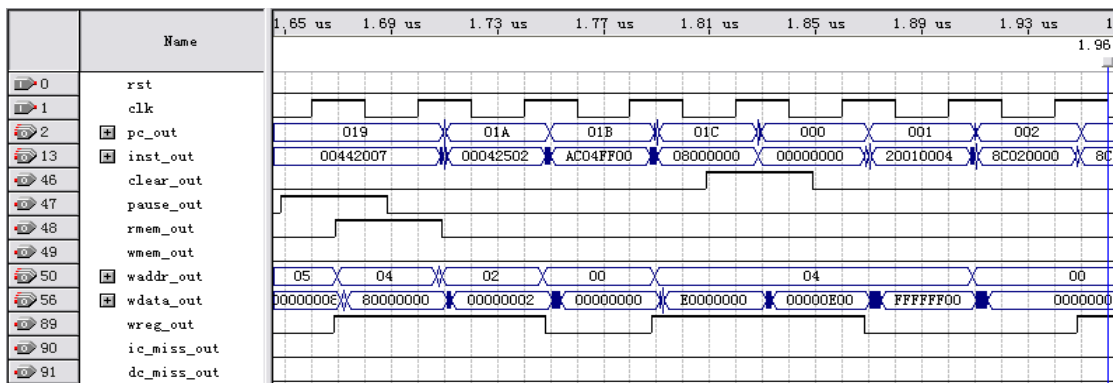 Name 1.65 us 1.69 us 1.73 us 1.77 us 1.81 us 1.85 us 1.89 us 1.93 us 1
1.96
0 rst
1 clk
2 pc_out 019 01A 01B 01C 000 001 002
13 inst_out 00442007 00042502 AC04FF00 08000000 00000000 20010004 8C020000 8C
46 clear_out
47 pause_out
48 rmem_out
49 wmem_out
50 waddr_out 05 04 02 00 04 00
56 wdata_out 00000008 80000000 00000002 00000000 E0000000 00000E00 FFFFFF00 0000000
89 wreg_out
90 ic_miss_out
91 dc_miss_out